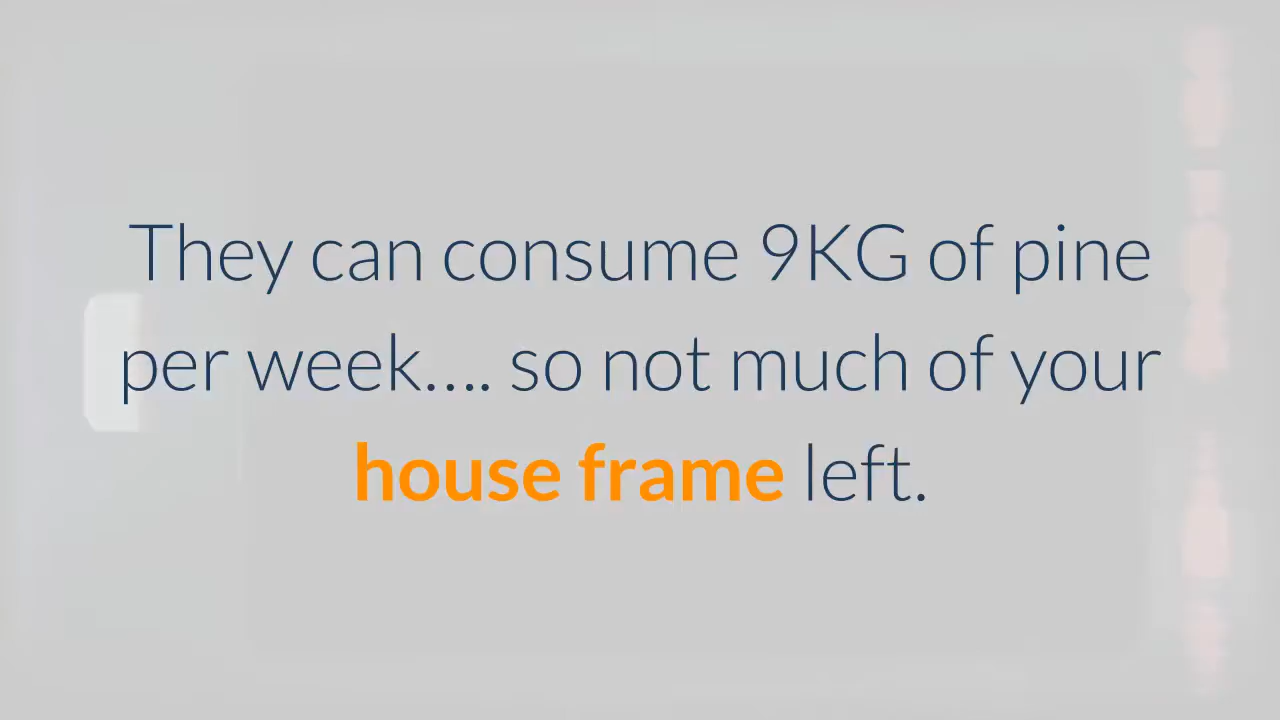 They can consume 9KG of pine
per week.... so not much of your
house frame left.